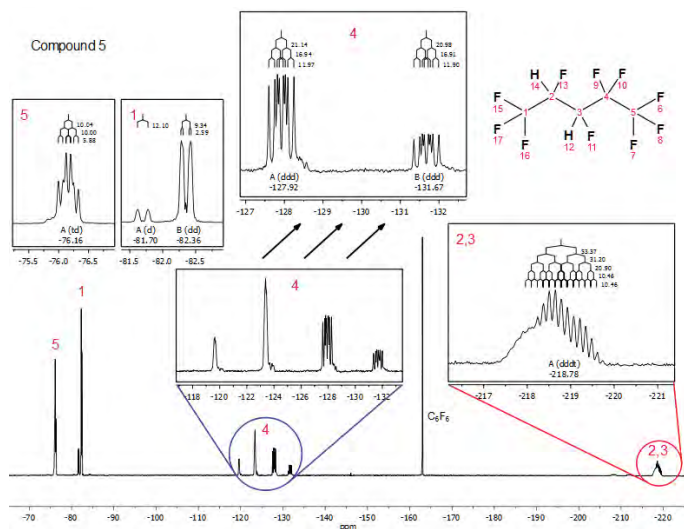 Compound 5
5
10.04
10.00
5.88
A (td)
-76.16
-75.5 -76.0 -76.5
1
12.10
9.34
2.59
A (d)
-81.70
B (dd)
-82.36
-81.5 -82.0 -82.5
4
21.14
16.94
11.97
20.98
16.91
11.90
A (ddd)
-127.92
B (ddd)
-131.67
-127 -128 -129 -130 -131 -132
H F F F
14 13 9 10
F 2 4 F
15 6
1 3 5
F F H F F F
17 16 12 11 7 8
4
-118 -120 -122 -124 -126 -128 -130 -132
2,3
53.37
31.20
20.90
10.46
10.46
A (dddt)
-218.78
-217 -218 -219 -220 -221
5
1
4
C6F6
2,3
-70 -80 -90 -100 -110 -120 -130 -140 -150 -160 -170 -180 -190 -200 -210 -220
ppm